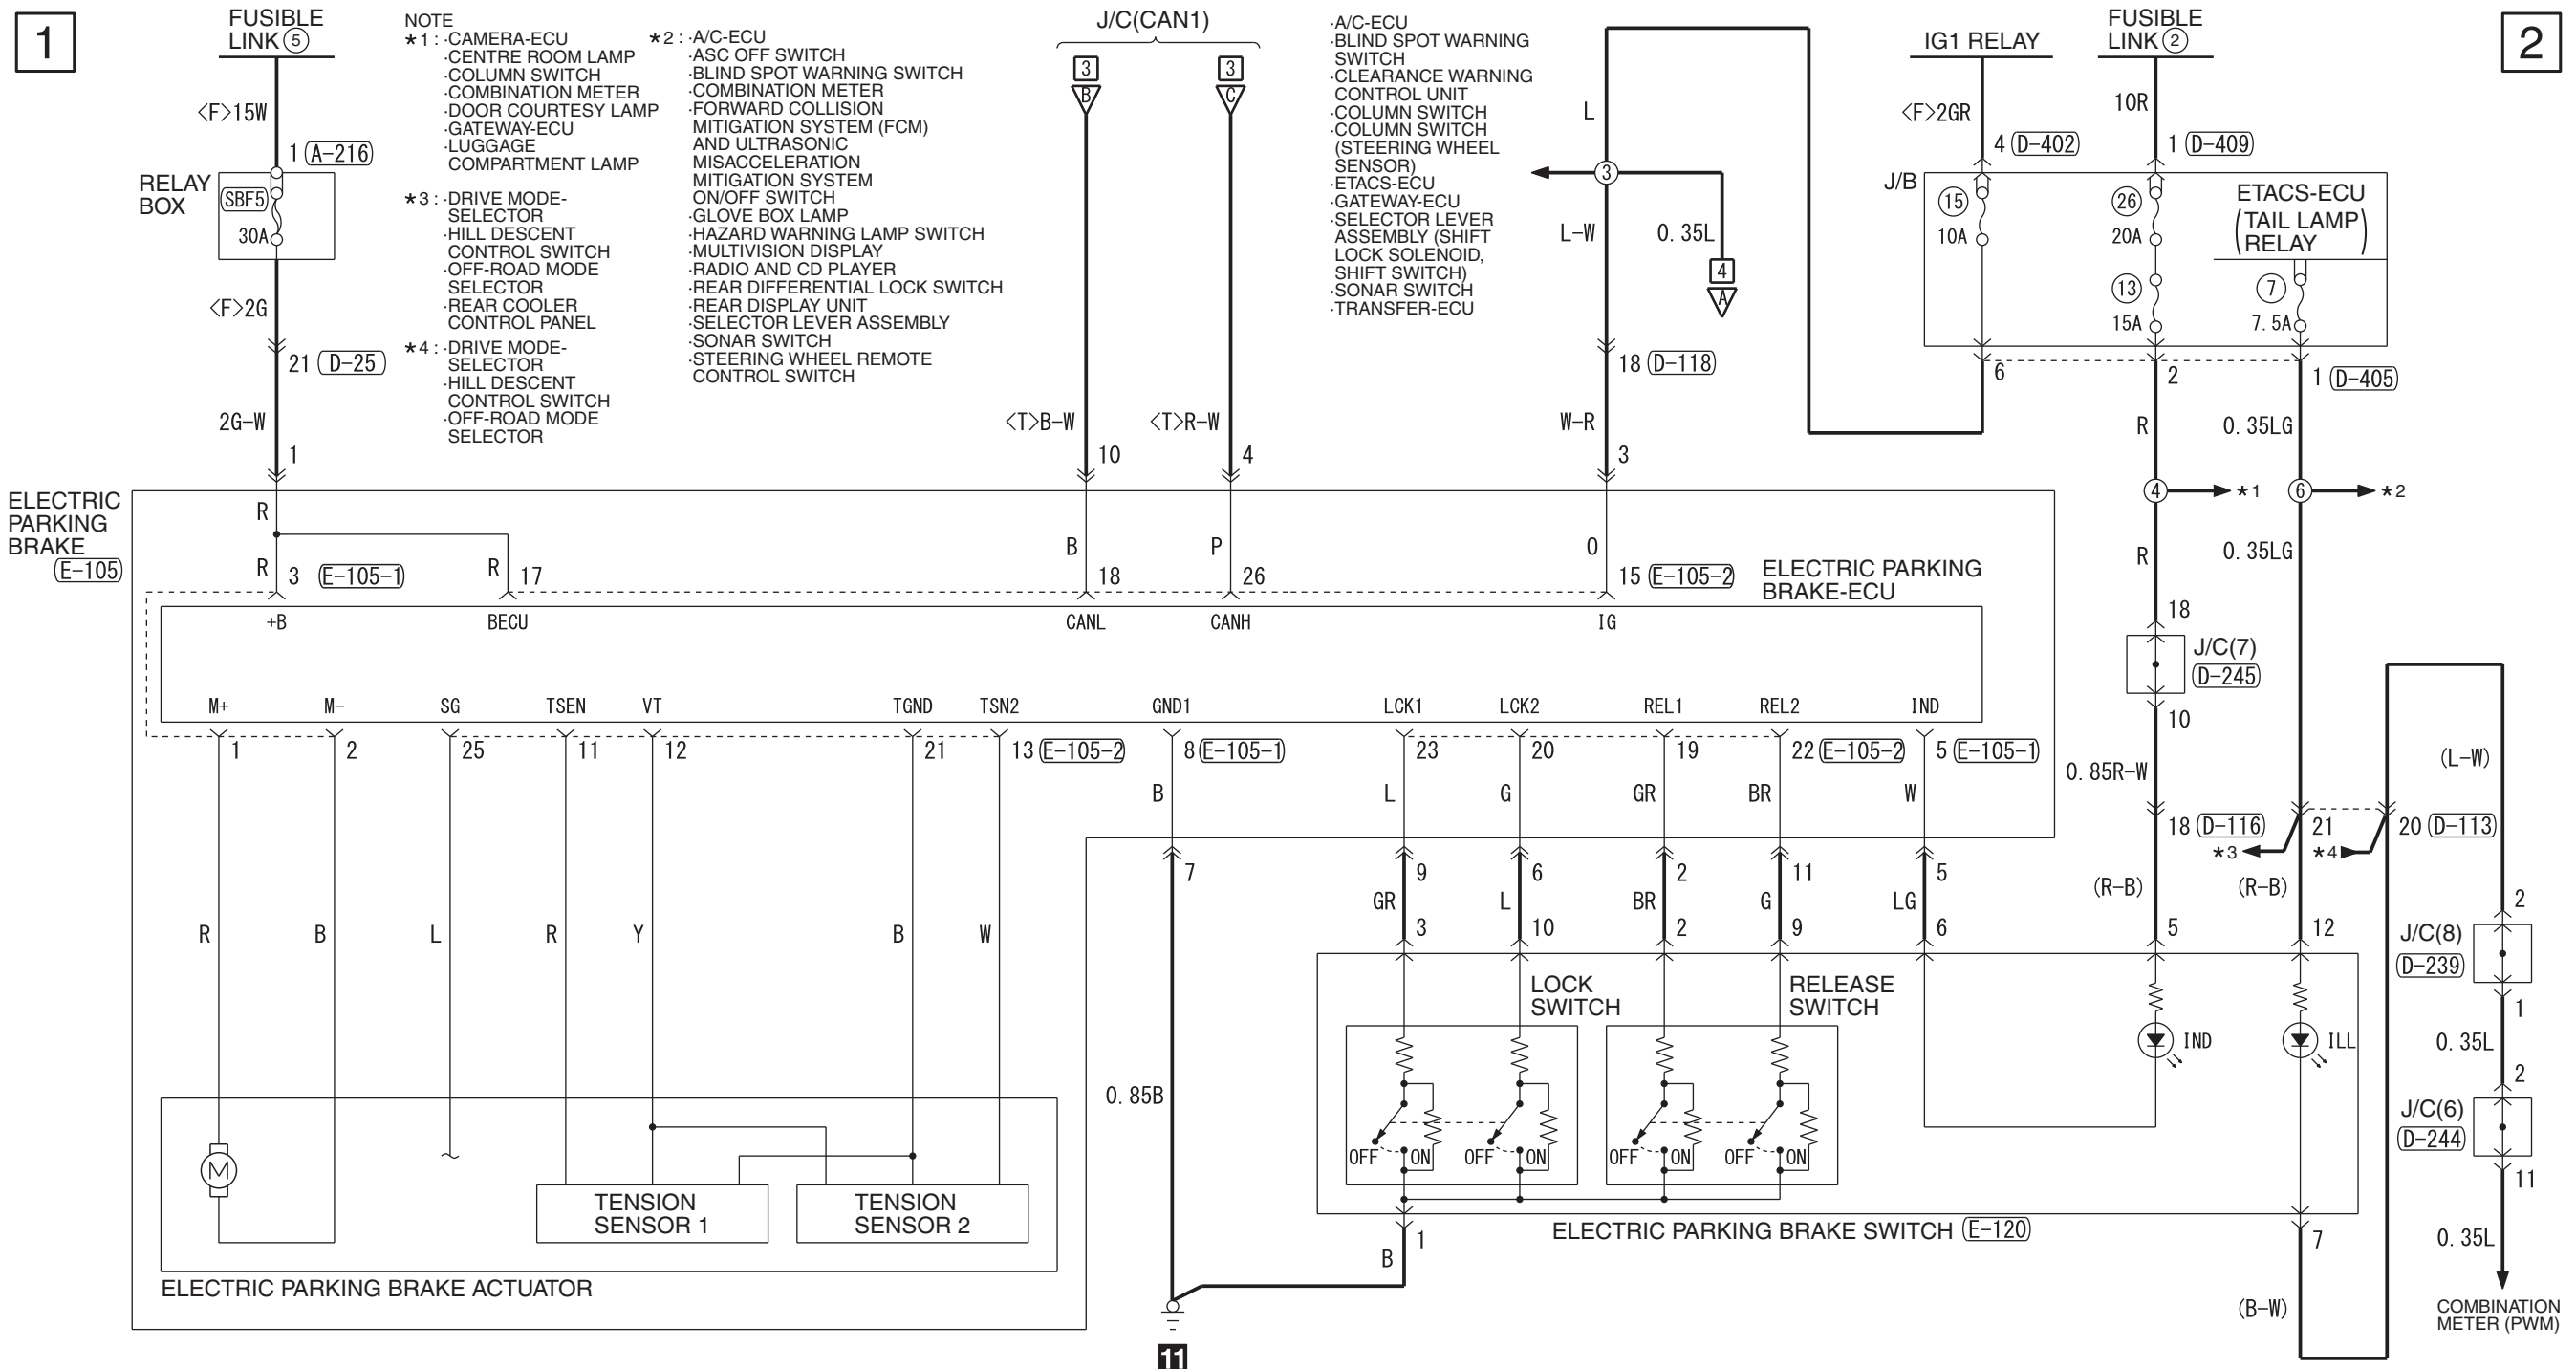 1
FUSIBLE
LINK 5
NOTE
*1 : ·CAMERA-ECU
·CENTRE ROOM LAMP
·COLUMN SWITCH
·COMBINATION METER
·DOOR COURTESY LAMP
·GATEWAY-ECU
·LUGGAGE
COMPARTMENT LAMP
*3 : ·DRIVE MODE-
SELECTOR
·HILL DESCENT
CONTROL SWITCH
·OFF-ROAD MODE
SELECTOR
·REAR COOLER
CONTROL PANEL
*4 : ·DRIVE MODE-
SELECTOR
·HILL DESCENT
CONTROL SWITCH
·OFF-ROAD MODE
SELECTOR
*2 : ·A/C-ECU
·ASC OFF SWITCH
·BLIND SPOT WARNING SWITCH
·COMBINATION METER
·FORWARD COLLISION
MITIGATION SYSTEM (FCM)
AND ULTRASONIC
MISACCELERATION
MITIGATION SYSTEM
ON/OFF SWITCH
·GLOVE BOX LAMP
·HAZARD WARNING LAMP SWITCH
·MULTIVISION DISPLAY
·RADIO AND CD PLAYER
·REAR DIFFERENTIAL LOCK SWITCH
·REAR DISPLAY UNIT
·SELECTOR LEVER ASSEMBLY
·SONAR SWITCH
·STEERING WHEEL REMOTE
CONTROL SWITCH
J/C(CAN1)
3
B
3
C
·A/C-ECU
·BLIND SPOT WARNING
SWITCH
·CLEARANCE WARNING
CONTROL UNIT
·COLUMN SWITCH
·COLUMN SWITCH
(STEERING WHEEL
SENSOR)
·ETACS-ECU
·GATEWAY-ECU
·SELECTOR LEVER
ASSEMBLY (SHIFT
LOCK SOLENOID,
SHIFT SWITCH)
·SONAR SWITCH
·TRANSFER-ECU
L
3
L-W
0.35L
4
A
IG1 RELAY
FUSIBLE
LINK 2
2
<F>2GR
10R
4 D-402
1 D-409
J/B
15
10A
26
20A
13
15A
ETACS-ECU
(TAIL LAMP
RELAY)
7
7.5A
6
2
1 D-405
<F>15W
1 A-216
RELAY
BOX
SBF5
30A
<F>2G
21 D-25
2G-W
1
<T>B-W
10
<T>R-W
4
18 D-118
W-R
3
R
0.35LG
4
*1
6
*2
R
0.35LG
ELECTRIC
PARKING
BRAKE
E-105
R
R
3 E-105-1
R
17
B
18
P
26
O
15 E-105-2
ELECTRIC PARKING
BRAKE-ECU
+B
BECU
CANL
CANH
IG
M+
M-
SG
TSEN
VT
TGND
TSN2
GND1
LCK1
LCK2
REL1
REL2
IND
1
2
25
11
12
21
13 E-105-2
8 E-105-1
23
20
19
22 E-105-2
5 E-105-1
18
J/C(7)
D-245
10
0.85R-W
(L-W)
B
L
G
GR
BR
W
18 D-116
21
20 D-113
*3
*4
7
9
6
2
11
5
GR
L
BR
G
LG
(R-B)
(R-B)
3
10
2
9
6
5
12
R
B
L
R
Y
B
W
2
J/C(8)
D-239
1
0.35L
2
J/C(6)
D-244
11
0.35L
COMBINATION
METER (PWM)
LOCK
SWITCH
RELEASE
SWITCH
IND
ILL
OFF
ON
OFF
ON
OFF
ON
OFF
ON
0.85B
M
TENSION
SENSOR 1
TENSION
SENSOR 2
ELECTRIC PARKING BRAKE ACTUATOR
ELECTRIC PARKING BRAKE SWITCH E-120
1
B
7
(B-W)
11